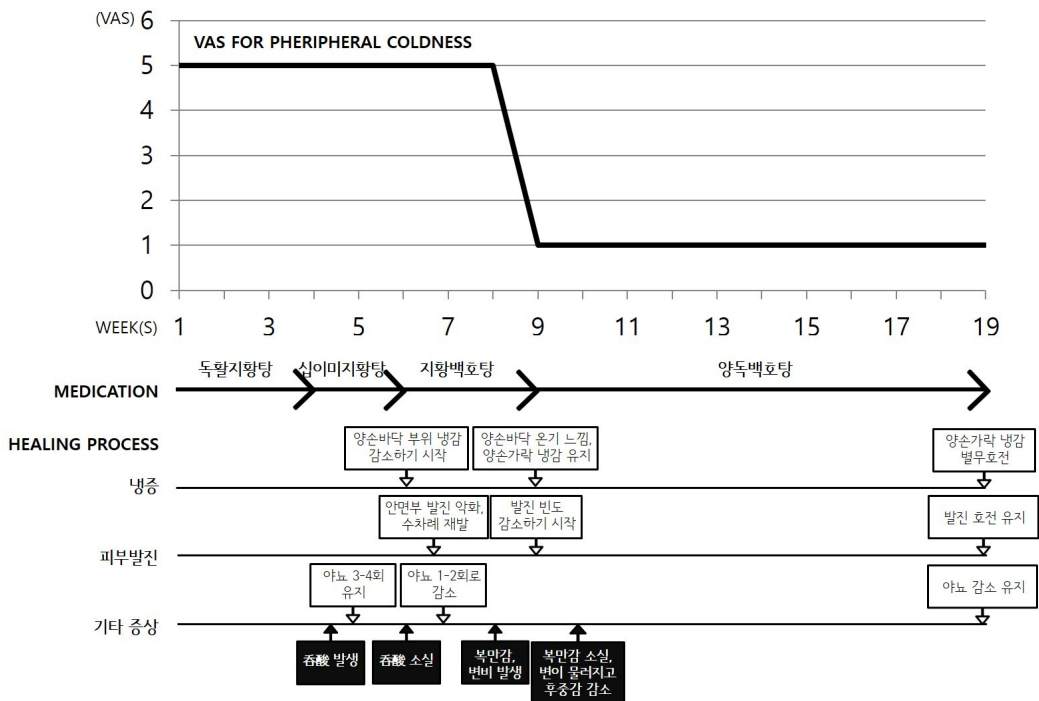 (VAS)
6
VAS FOR PHERIPHERAL COLDNESS
5
4
3
2
1
0
WEEK(S) 1 3 5 7 9 11 13 15 17 19
독활지황탕 십이미지황탕 지황백호탕 양독백호탕
MEDICATION
HEALING PROCESS
양손바닥 부위 냉감
감소하기 시작
양손바닥 온기 느낌,
양손가락 냉감 유지
양손가락 냉감
별무호전
냉증
안면부 발진 악화,
수차례 재발
발진 빈도
감소하기 시작
발진 호전 유지
피부발진
야뇨 3-4회
유지
야뇨 1-2회로
감소
야뇨 감소 유지
기타 증상
吞酸 발생
吞酸 소실
복만감,
변비 발생
복만감 소실,
변이 물러지고
후중감 감소